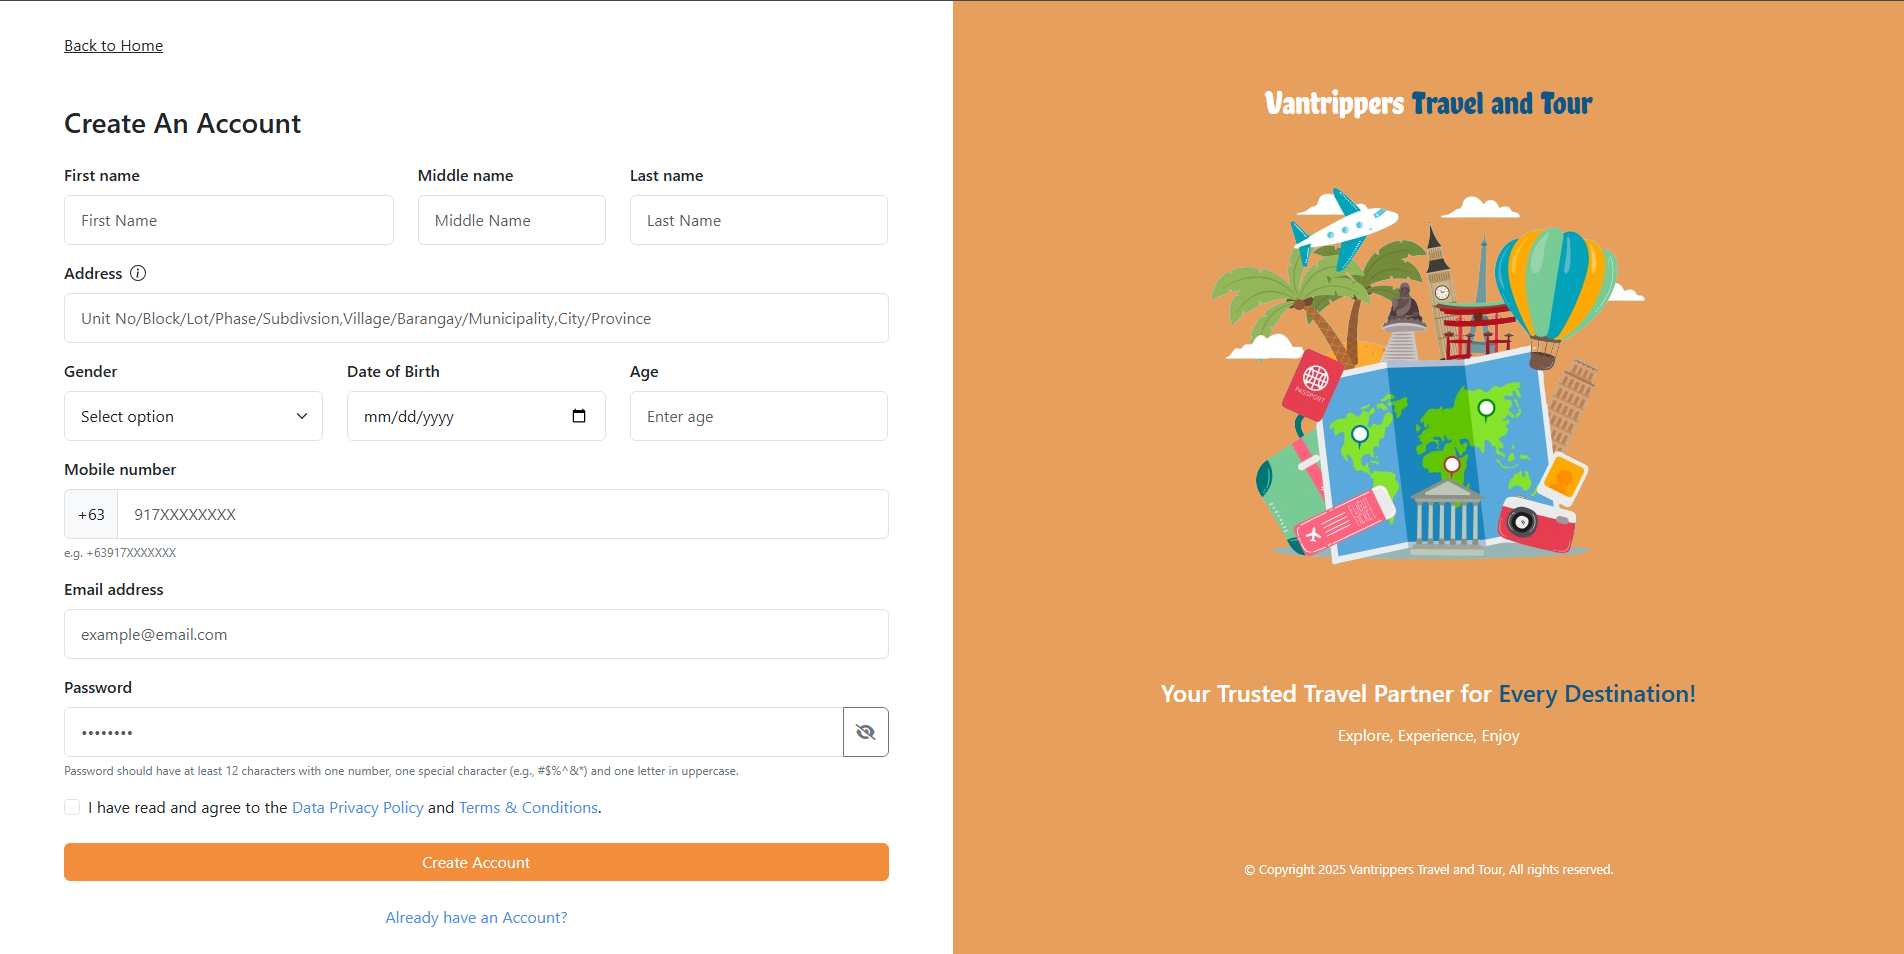 Back to Home
Create An Account
First name Middle name Last name
First Name Middle Name Last Name
Address
Unit No/Block/Lot/Phase/Subdivsion,Village/Barangay/Municipality,City/Province
Gender Date of Birth Age
Select option mm/dd/yyyy Enter age
Mobile number
+63 917XXXXXXXX
e.g. +63917XXXXXXX
Email address
example@email.com
Password
••••••••
Password should have at least 12 characters with one number, one special character (e.g., #$%^&*) and one letter in uppercase.
I have read and agree to the Data Privacy Policy and Terms & Conditions.
Create Account
Already have an Account?
Vantrippers Travel and Tour
PASSPORT
FLIGHT
TICKET
Your Trusted Travel Partner for Every Destination!
Explore, Experience, Enjoy
© Copyright 2025 Vantrippers Travel and Tour, All rights reserved.